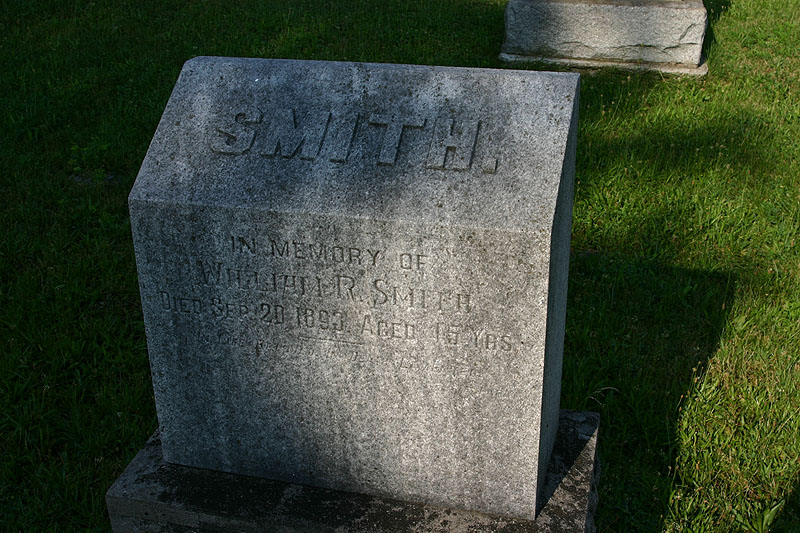 SMITH.
IN MEMORY OF
WILLIAM R. SMITH
DIED SEP. 20 1893 AGED 15 YRS.